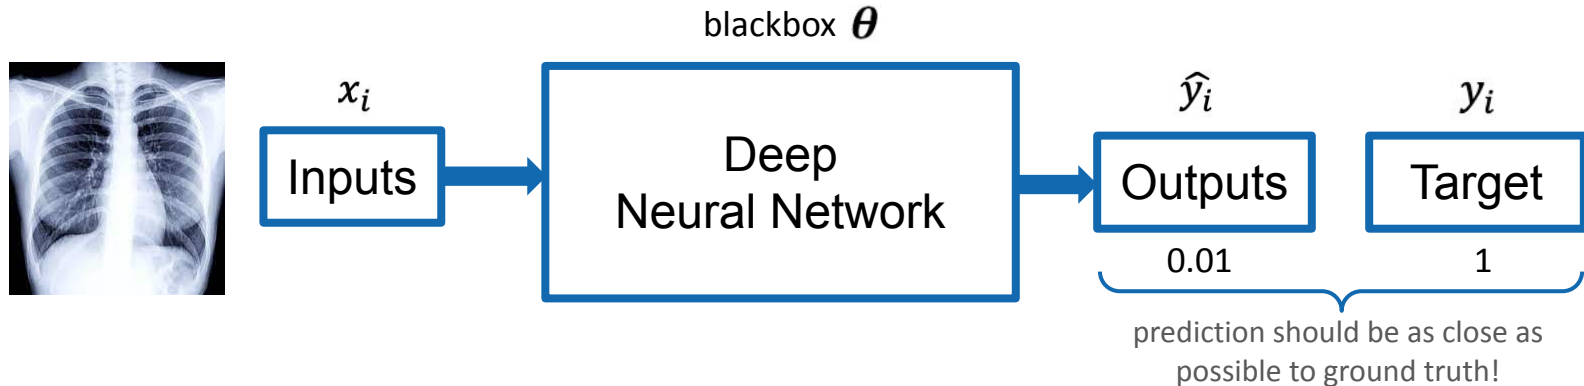 blackbox θ
xᵢ
ŷᵢ
yᵢ
Inputs
Deep
Neural Network
Outputs
Target
0.01
1
prediction should be as close as
possible to ground truth!